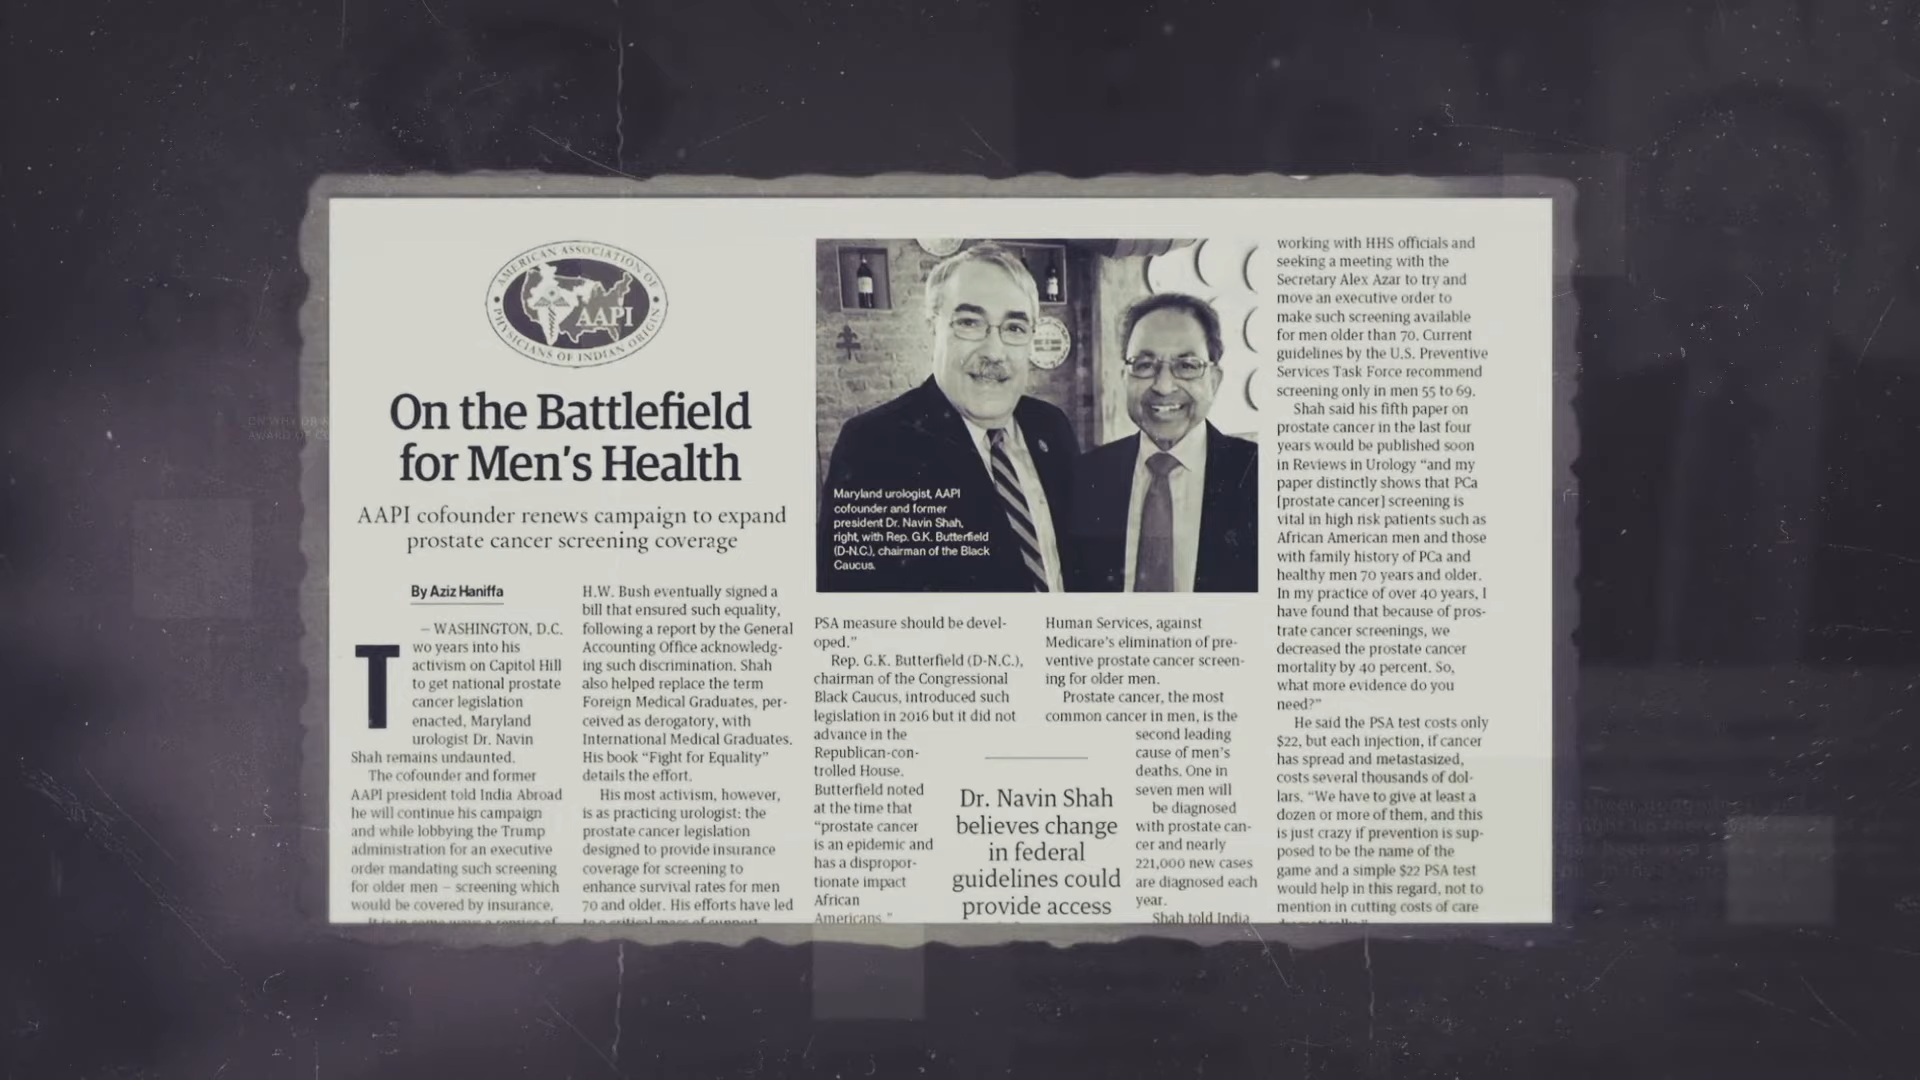 AMERICAN ASSOCIATION OF
AAPI
PHYSICIANS OF INDIAN ORIGIN
On the Battlefield
for Men's Health
AAPI cofounder renews campaign to expand
prostate cancer screening coverage
By Aziz Haniffa
– WASHINGTON, D.C.
Two years into his
activism on Capitol Hill
to get national prostate
cancer legislation
enacted, Maryland
urologist Dr. Navin
Shah remains undaunted.
The cofounder and former
AAPI president told India Abroad
he will continue his campaign
and while lobbying the Trump
administration for an executive
order mandating such screening
for older men – screening which
would be covered by insurance.
H.W. Bush eventually signed a
bill that ensured such equality,
following a report by the General
Accounting Office acknowledg-
ing such discrimination. Shah
also helped replace the term
Foreign Medical Graduates, per-
ceived as derogatory, with
International Medical Graduates.
His book “Fight for Equality”
details the effort.
His most activism, however,
is as practicing urologist: the
prostate cancer legislation
designed to provide insurance
coverage for screening to
enhance survival rates for men
70 and older. His efforts have led
Maryland urologist, AAPI
cofounder and former
president Dr. Navin Shah,
right, with Rep. G.K. Butterfield
(D-N.C.), chairman of the Black
Caucus.
PSA measure should be devel-
oped.”
Rep. G.K. Butterfield (D-N.C.),
chairman of the Congressional
Black Caucus, introduced such
legislation in 2016 but it did not
advance in the
Republican-con-
trolled House.
Butterfield noted
at the time that
“prostate cancer
is an epidemic and
has a dispropor-
tionate impact
African
Americans.”
Dr. Navin Shah
believes change
in federal
guidelines could
provide access
Human Services, against
Medicare's elimination of pre-
ventive prostate cancer screen-
ing for older men.
Prostate cancer, the most
common cancer in men, is the
second leading
cause of men's
deaths. One in
seven men will
be diagnosed
with prostate can-
cer and nearly
221,000 new cases
are diagnosed each
year.
Shah told India
working with HHS officials and
seeking a meeting with the
Secretary Alex Azar to try and
move an executive order to
make such screening available
for men older than 70. Current
guidelines by the U.S. Preventive
Services Task Force recommend
screening only in men 55 to 69.
Shah said his fifth paper on
prostate cancer in the last four
years would be published soon
in Reviews in Urology “and my
paper distinctly shows that PCa
[prostate cancer] screening is
vital in high risk patients such as
African American men and those
with family history of PCa and
healthy men 70 years and older.
In my practice of over 40 years, I
have found that because of pros-
trate cancer screenings, we
decreased the prostate cancer
mortality by 40 percent. So,
what more evidence do you
need?”
He said the PSA test costs only
$22, but each injection, if cancer
has spread and metastasized,
costs several thousands of dol-
lars. “We have to give at least a
dozen or more of them, and this
is just crazy if prevention is sup-
posed to be the name of the
game and a simple $22 PSA test
would help in this regard, not to
mention in cutting costs of care